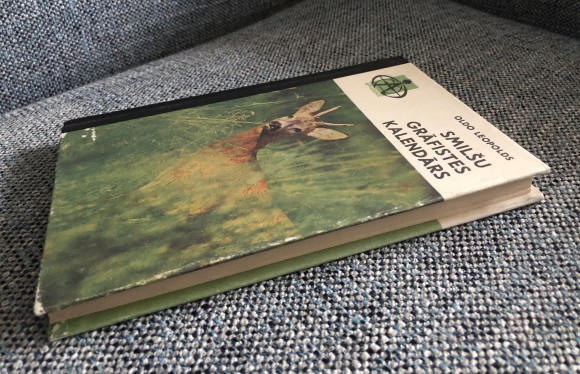 OLDO LEOPOLDS
SMILŠU
GRĀFISTES
KALENDĀRS